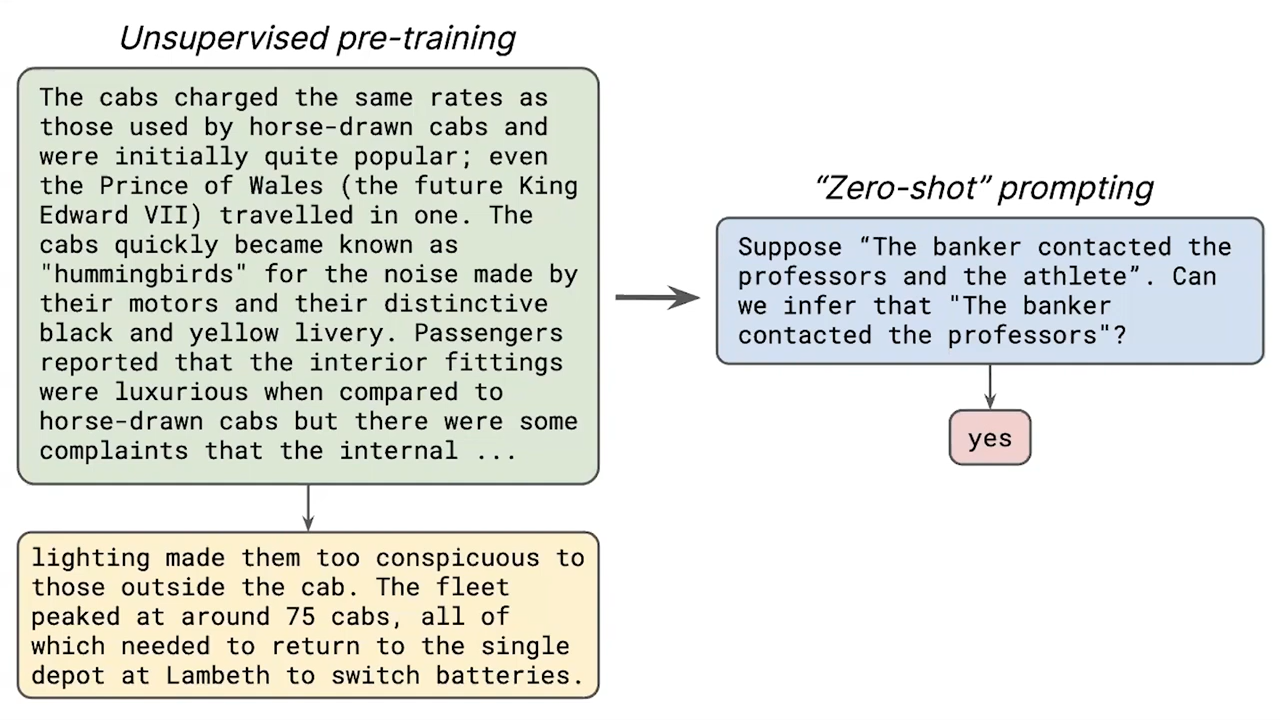 Unsupervised pre-training
The cabs charged the same rates as
those used by horse-drawn cabs and
were initially quite popular; even
the Prince of Wales (the future King
Edward VII) travelled in one. The
cabs quickly became known as
"hummingbirds" for the noise made by
their motors and their distinctive
black and yellow livery. Passengers
reported that the interior fittings
were luxurious when compared to
horse-drawn cabs but there were some
complaints that the internal ...
lighting made them too conspicuous to
those outside the cab. The fleet
peaked at around 75 cabs, all of
which needed to return to the single
depot at Lambeth to switch batteries.
“Zero-shot” prompting
Suppose “The banker contacted the
professors and the athlete”. Can
we infer that "The banker
contacted the professors"?
yes